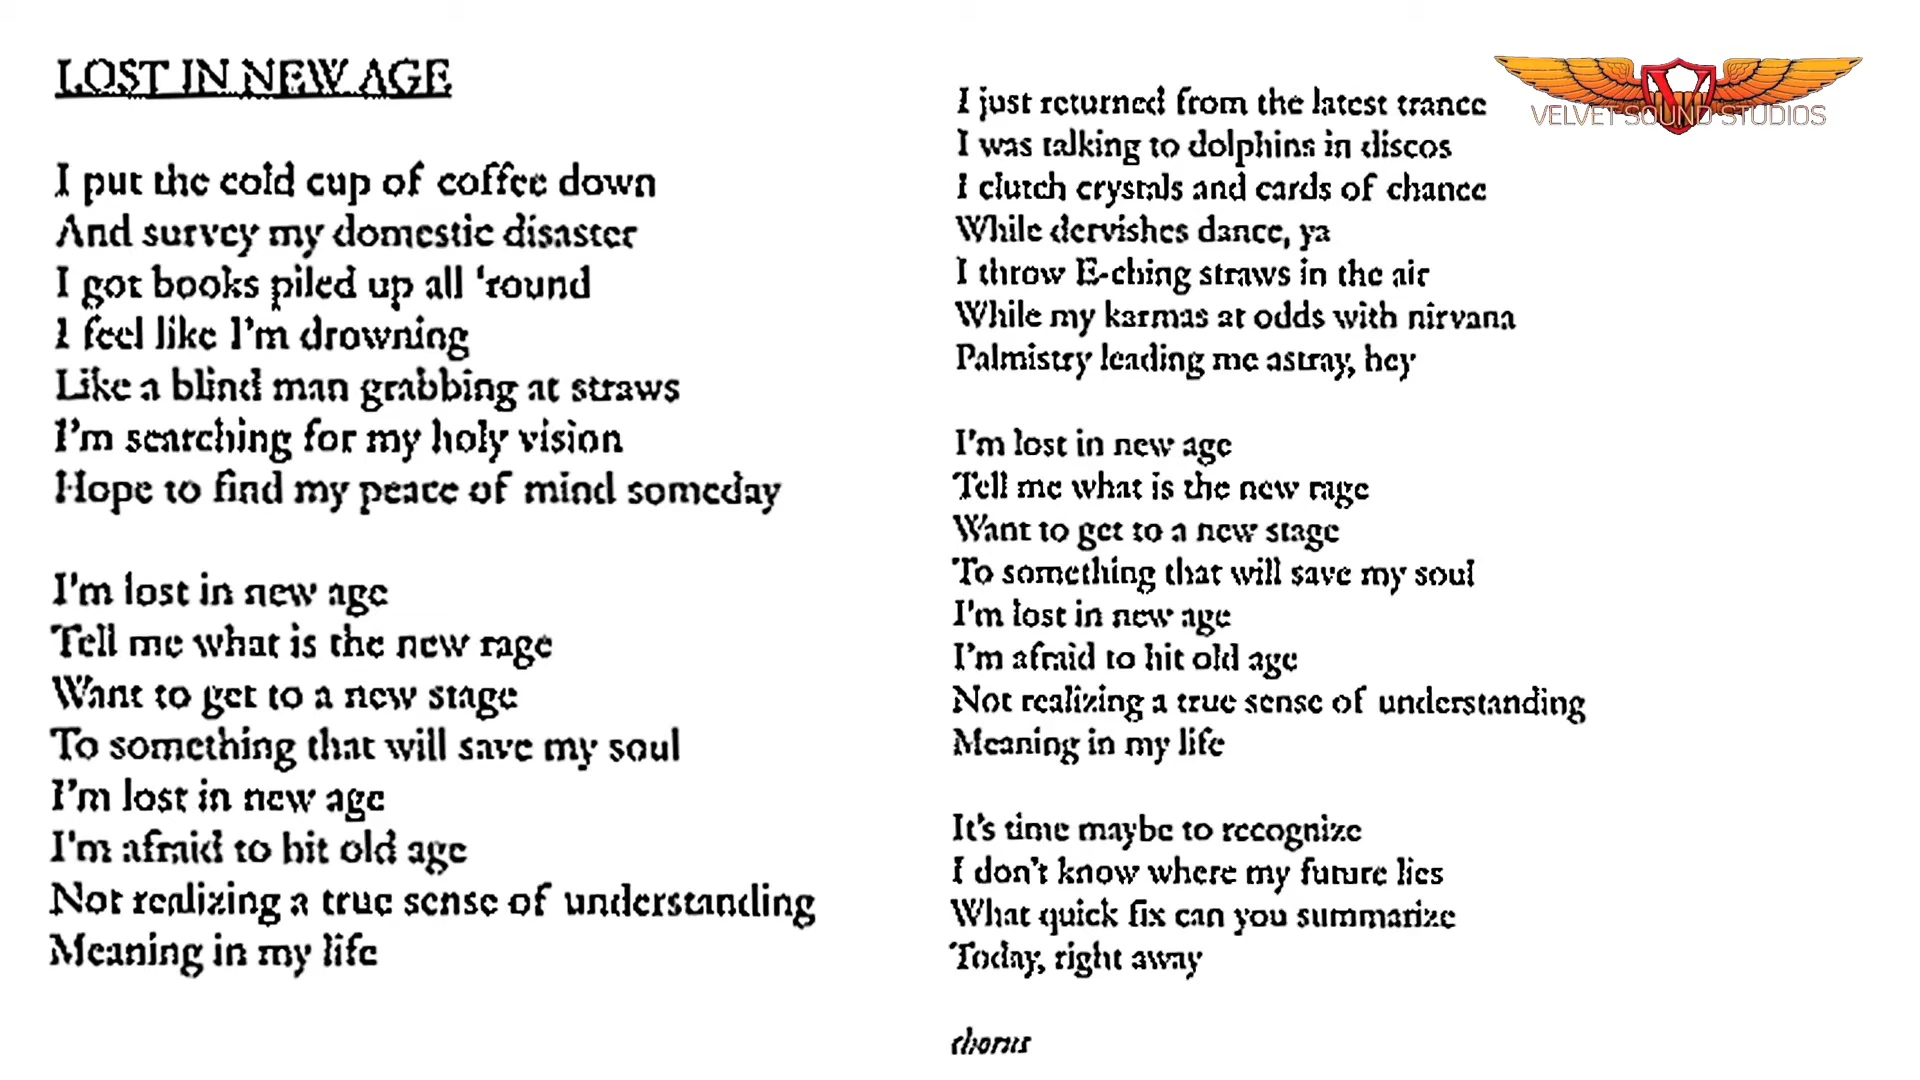 LOST IN NEW AGE
I put the cold cup of coffee down
And survey my domestic disaster
I got books piled up all ‘round
I feel like I'm drowning
Like a blind man grabbing at straws
I'm searching for my holy vision
Hope to find my peace of mind someday
I'm lost in new age
Tell me what is the new rage
Want to get to a new stage
To something that will save my soul
I'm lost in new age
I'm afraid to hit old age
Not realizing a true sense of understanding
Meaning in my life
I just returned from the latest trance
I was talking to dolphins in discos
I clutch crystals and cards of chance
While dervishes dance, ya
I throw E-ching straws in the air
While my karmas at odds with nirvana
Palmistry leading me astray, hey
I'm lost in new age
Tell me what is the new rage
Want to get to a new stage
To something that will save my soul
I'm lost in new age
I'm afraid to hit old age
Not realizing a true sense of understanding
Meaning in my life
It's time maybe to recognize
I don't know where my future lies
What quick fix can you summarize
Today, right away
chorus
V
VELVET SOUND STUDIOS